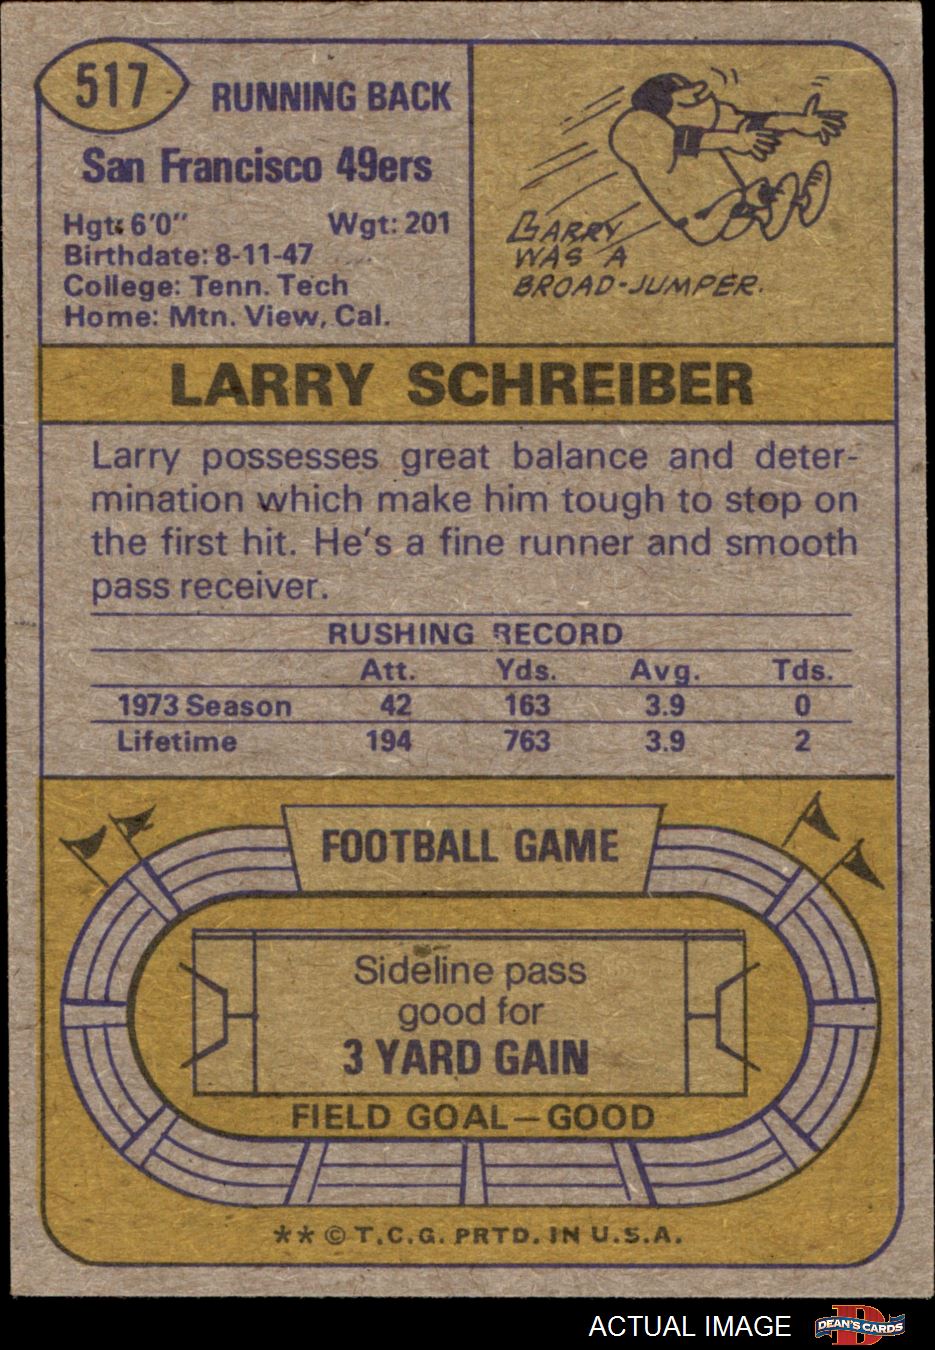 517
RUNNING BACK
San Francisco 49ers
Hgt: 6'0" Wgt: 201
Birthdate: 8-11-47
College: Tenn. Tech
Home: Mtn. View, Cal.
LARRY
WAS A
BROAD-JUMPER.
LARRY SCHREIBER
Larry possesses great balance and deter-
mination which make him tough to stop on
the first hit. He's a fine runner and smooth
pass receiver.
RUSHING RECORD
Att. Yds. Avg. Tds.
1973 Season 42 163 3.9 0
Lifetime 194 763 3.9 2
FOOTBALL GAME
Sideline pass
good for
3 YARD GAIN
FIELD GOAL—GOOD
** © T.C.G. PRTD. IN U.S.A.
ACTUAL IMAGE
DEAN'S CARDS